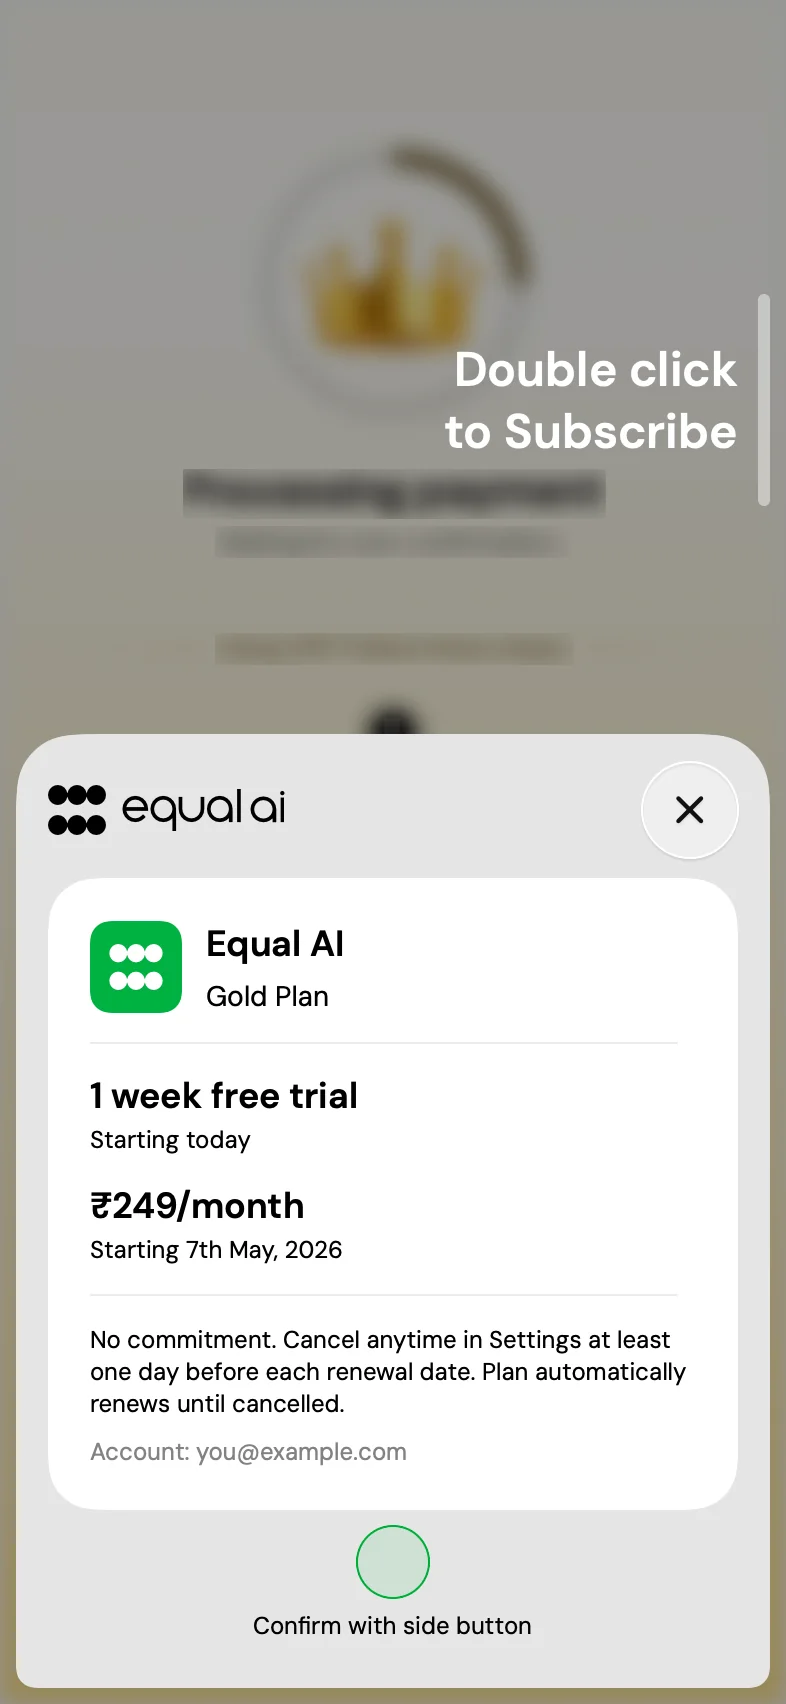 Double click
to Subscribe
Processing payment
equal ai
Equal AI
Gold Plan
1 week free trial
Starting today
₹249/month
Starting 7th May, 2026
No commitment. Cancel anytime in Settings at least
one day before each renewal date. Plan automatically
renews until cancelled.
Account: you@example.com
Confirm with side button